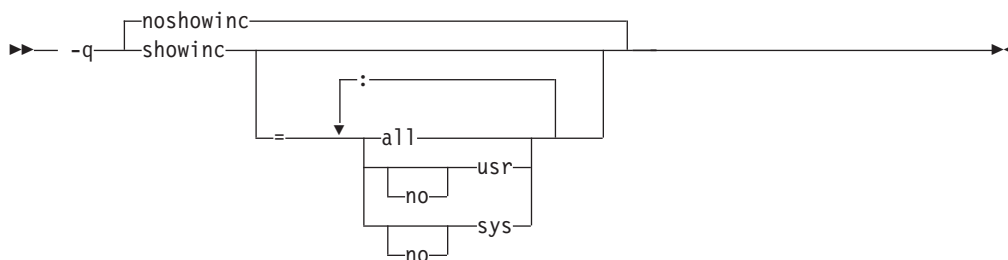 noshowinc
-q showinc
:
= all
usr
no
sys
no